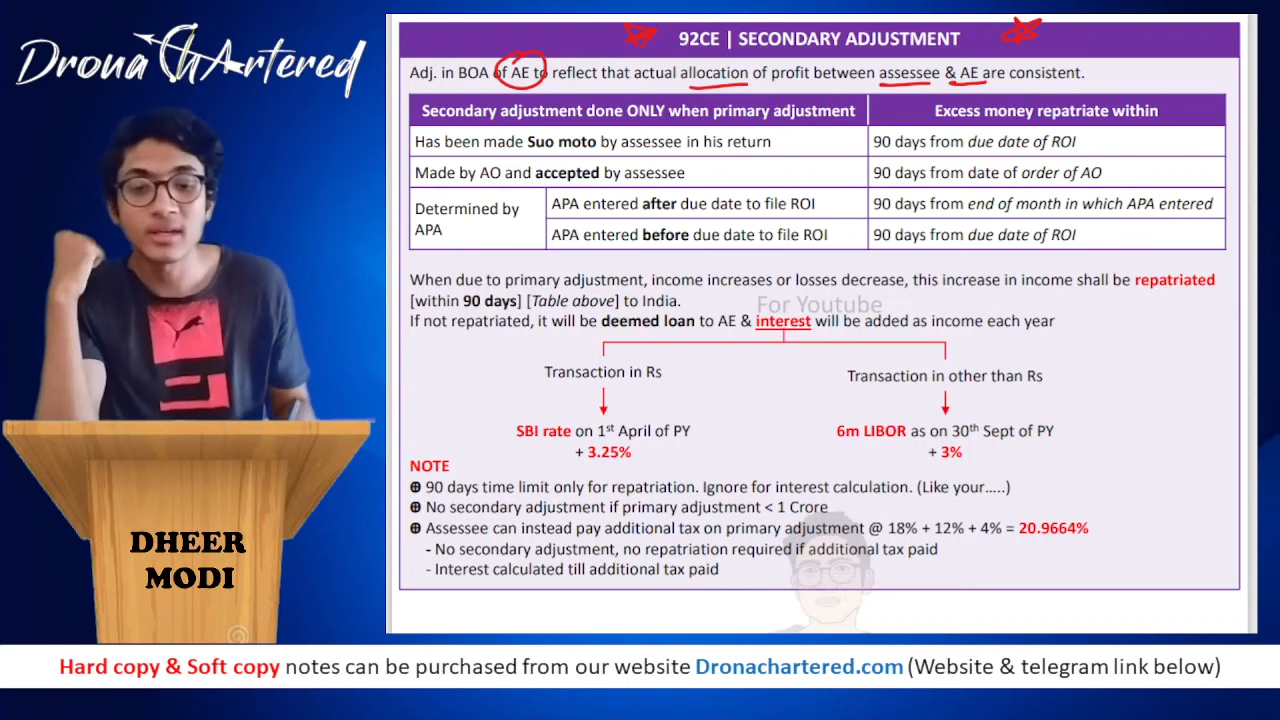 Drona CHArtered
92CE | SECONDARY ADJUSTMENT
Adj. in BOA of AE to reflect that actual allocation of profit between assessee & AE are consistent.
Secondary adjustment done ONLY when primary adjustment
Excess money repatriate within
Has been made Suo moto by assessee in his return
90 days from due date of ROI
Made by AO and accepted by assessee
90 days from date of order of AO
Determined by
APA
APA entered after due date to file ROI
90 days from end of month in which APA entered
APA entered before due date to file ROI
90 days from due date of ROI
When due to primary adjustment, income increases or losses decrease, this increase in income shall be repatriated
[within 90 days] [Table above] to India.
For Youtube
If not repatriated, it will be deemed loan to AE & interest will be added as income each year
Transaction in Rs
Transaction in other than Rs
SBI rate on 1st April of PY
+ 3.25%
6m LIBOR as on 30th Sept of PY
+ 3%
NOTE
⊕ 90 days time limit only for repatriation. Ignore for interest calculation. (Like your.....)
⊕ No secondary adjustment if primary adjustment < 1 Crore
⊕ Assessee can instead pay additional tax on primary adjustment @ 18% + 12% + 4% = 20.9664%
- No secondary adjustment, no repatriation required if additional tax paid
- Interest calculated till additional tax paid
DHEER
MODI
Hard copy & Soft copy notes can be purchased from our website Dronachartered.com (Website & telegram link below)